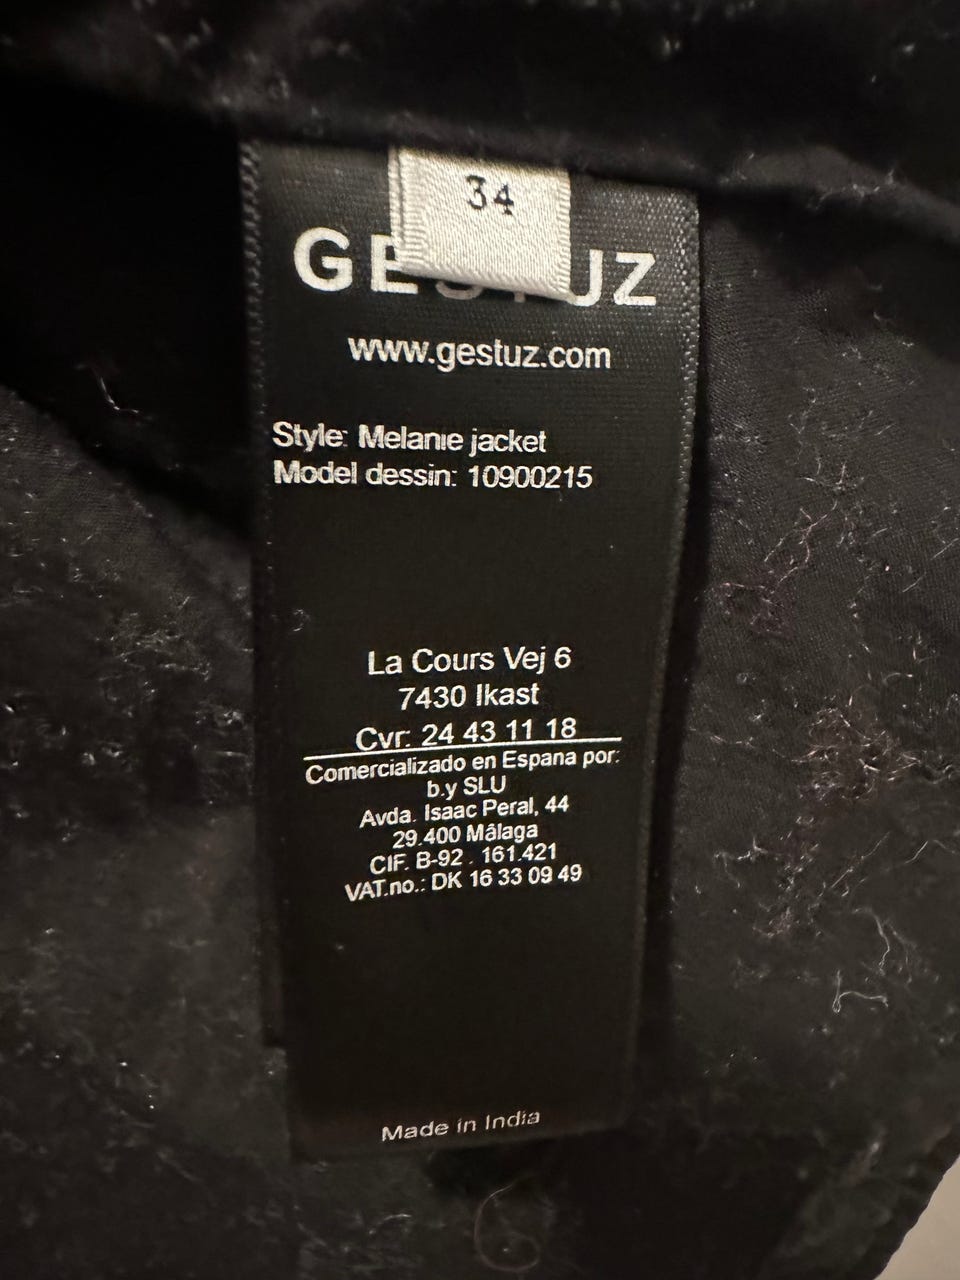 34
GESTUZ
www.gestuz.com
Style: Melanie jacket
Model dessin: 10900215
La Cours Vej 6
7430 Ikast
Cvr: 24 43 11 18
Comercializado en Espana por:
b.y SLU
Avda. Isaac Peral, 44
29.400 Mâlaga
CIF. B-92 . 161.421
VAT.no.: DK 16 33 09 49
Made in India